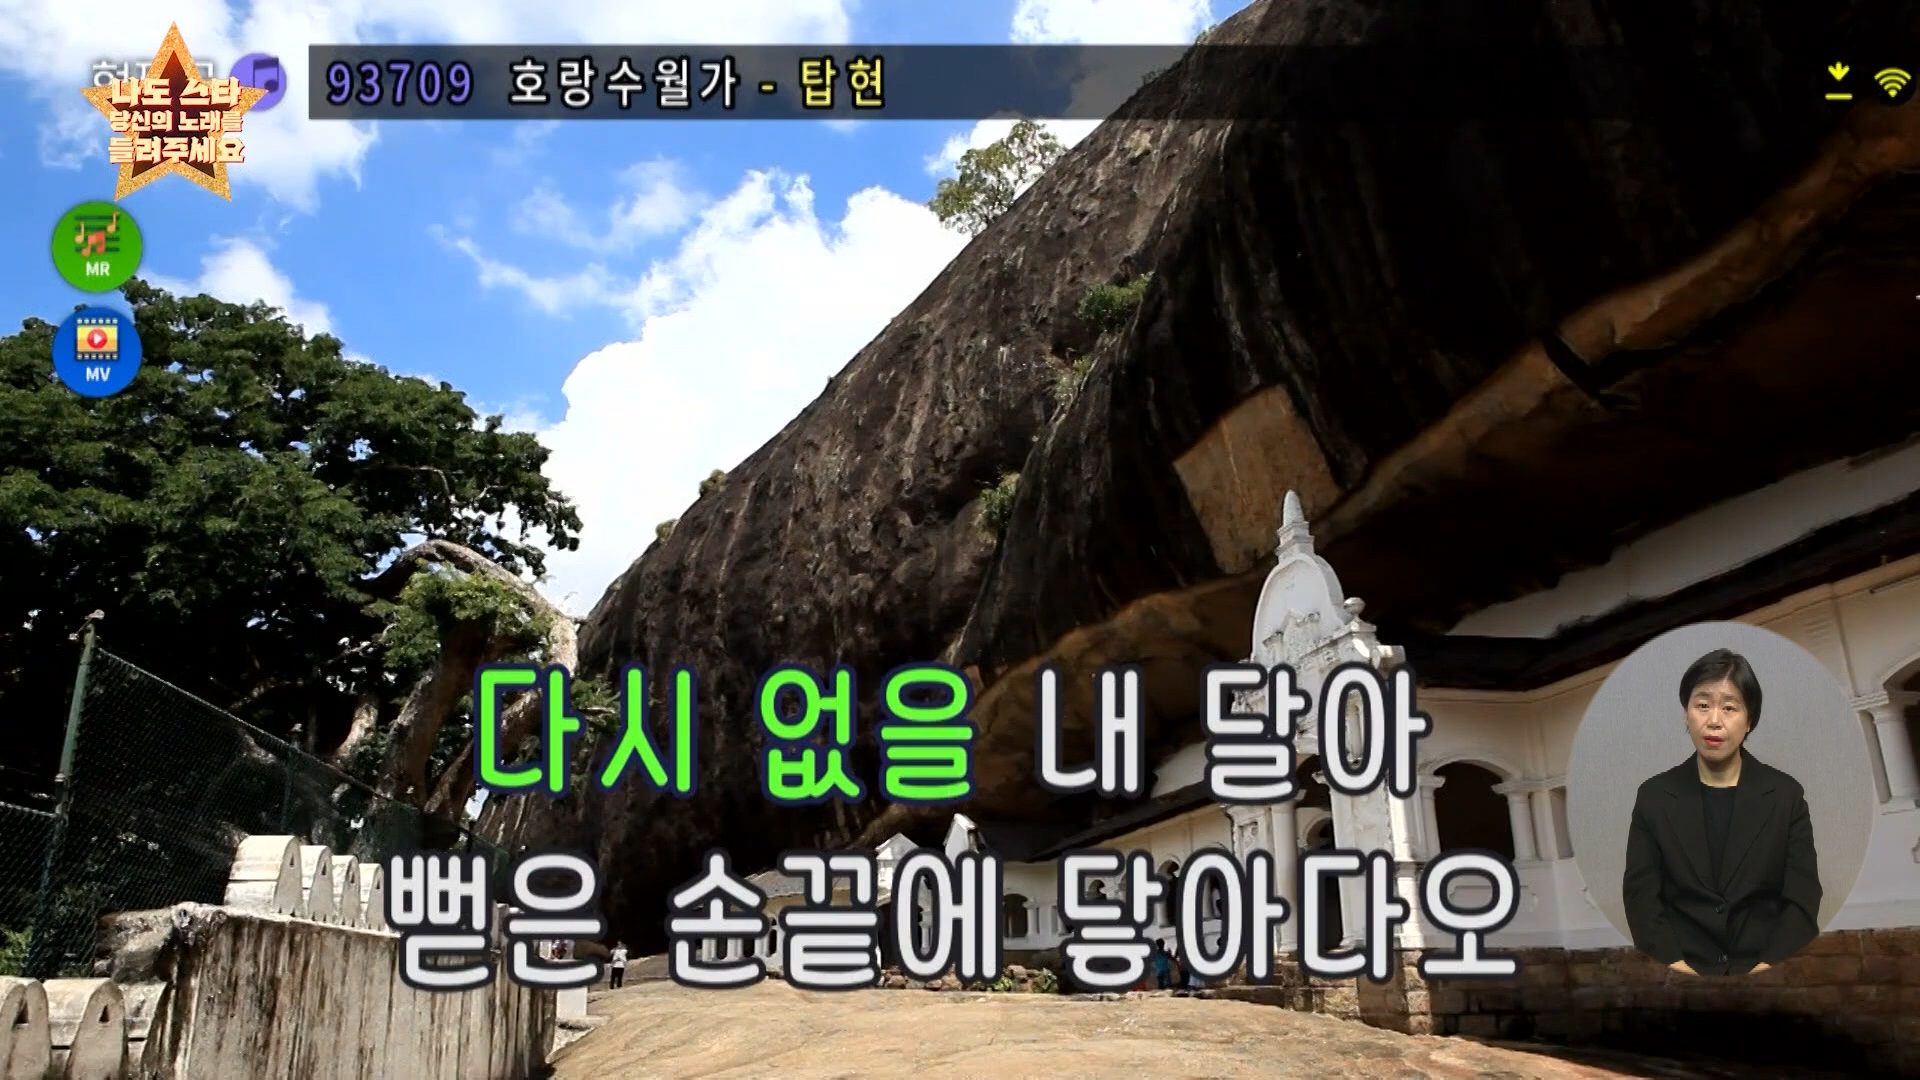 93709 호랑수월가 - 탑현
나도 스타
당신의 노래를
들려주세요
MR
MV
다시 없을 내 달아
뻗은 손끝에 닿아다오